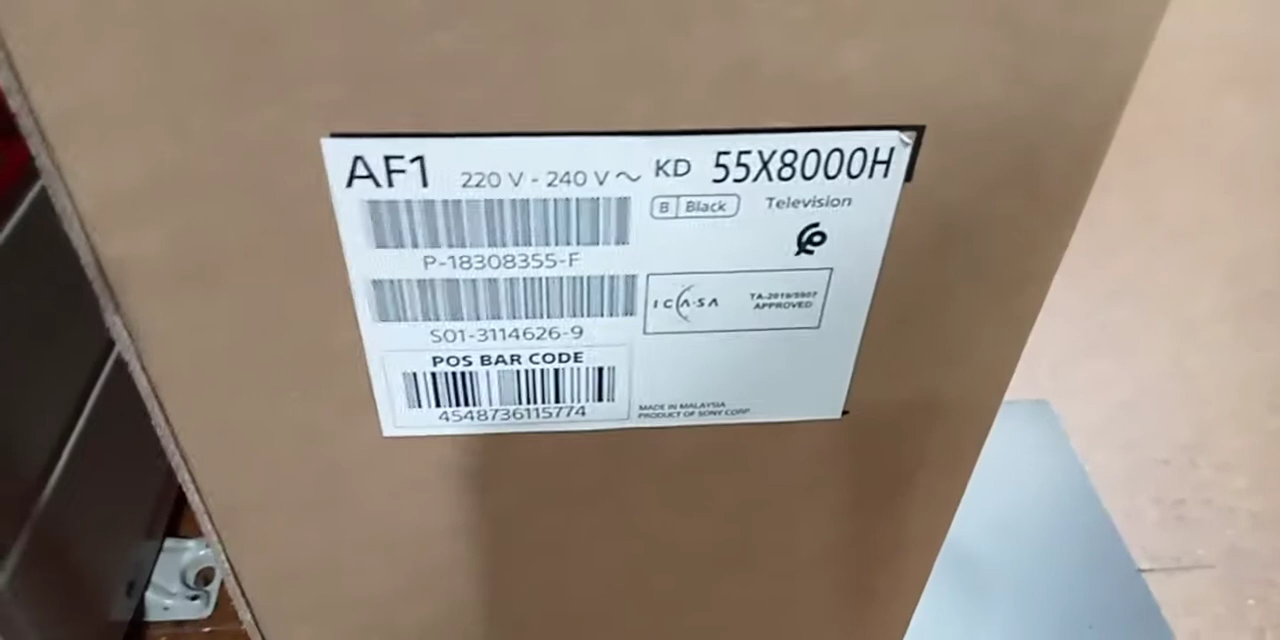 AF1 220 V - 240 V ~ KD 55X8000H
B Black Television
P-18308355-F
ICASA TA-2019/5907
APPROVED
S01-3114626-9
POS BAR CODE
4548736115774
MADE IN MALAYSIA
PRODUCT OF SONY CORP.